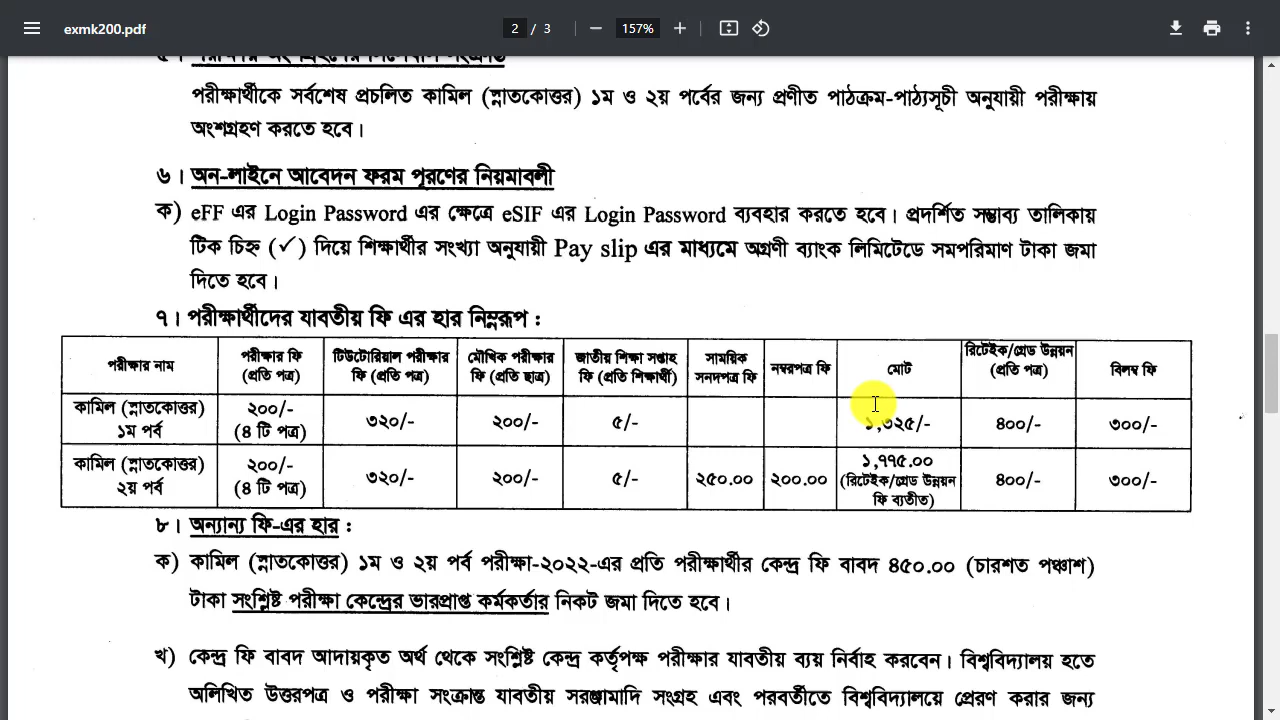 exmk200.pdf
2 / 3
157%
পরীক্ষার্থীকে সর্বশেষ প্রচলিত কামিল (স্নাতকোত্তর) ১ম ও ২য় পর্বের জন্য প্রণীত পাঠক্রম-পাঠ্যসূচী অনুযায়ী পরীক্ষায়
অংশগ্রহণ করতে হবে।
৬। অন-লাইনে আবেদন ফরম পূরণের নিয়মাবলী
ক) eFF এর Login Password এর ক্ষেত্রে eSIF এর Login Password ব্যবহার করতে হবে। প্রদর্শিত সম্ভাব্য তালিকায়
টিক চিহ্ন (✓) দিয়ে শিক্ষার্থীর সংখ্যা অনুযায়ী Pay slip এর মাধ্যমে অগ্রণী ব্যাংক লিমিটেডে সমপরিমাণ টাকা জমা
দিতে হবে।
৭। পরীক্ষার্থীদের যাবতীয় ফি এর হার নিম্নরূপ :
পরীক্ষার নাম পরীক্ষার ফি (প্রতি পত্র) টিউটোরিয়াল পরীক্ষার ফি (প্রতি পত্র) মৌখিক পরীক্ষার ফি (প্রতি ছাত্র) জাতীয় শিক্ষা সপ্তাহ ফি (প্রতি শিক্ষার্থী) সাময়িক সনদপত্র ফি নম্বরপত্র ফি মোট রিটেইক/গ্রেড উন্নয়ন (প্রতি পত্র) বিলম্ব ফি
কামিল (স্নাতকোত্তর) ১ম পর্ব ২০০/- (৪ টি পত্র) ৩২০/- ২০০/- ৫/- ১,৩২৫/- ৪০০/- ৩০০/-
কামিল (স্নাতকোত্তর) ২য় পর্ব ২০০/- (৪ টি পত্র) ৩২০/- ২০০/- ৫/- ২৫০.০০ ২০০.০০ ১,৭৭৫.০০ (রিটেইক/গ্রেড উন্নয়ন ফি ব্যতীত) ৪০০/- ৩০০/-
৮। অন্যান্য ফি-এর হার :
ক) কামিল (স্নাতকোত্তর) ১ম ও ২য় পর্ব পরীক্ষা-২০২২-এর প্রতি পরীক্ষার্থীর কেন্দ্র ফি বাবদ ৪৫০.০০ (চারশত পঞ্চাশ)
টাকা সংশ্লিষ্ট পরীক্ষা কেন্দ্রের ভারপ্রাপ্ত কর্মকর্তার নিকট জমা দিতে হবে।
খ) কেন্দ্র ফি বাবদ আদায়কৃত অর্থ থেকে সংশ্লিষ্ট কেন্দ্র কর্তৃপক্ষ পরীক্ষার যাবতীয় ব্যয় নির্বাহ করবেন। বিশ্ববিদ্যালয় হতে
অলিখিত উত্তরপত্র ও পরীক্ষা সংক্রান্ত যাবতীয় সরঞ্জামাদি সংগ্রহ এবং পরবর্তীতে বিশ্ববিদ্যালয়ে প্রেরণ করার জন্য